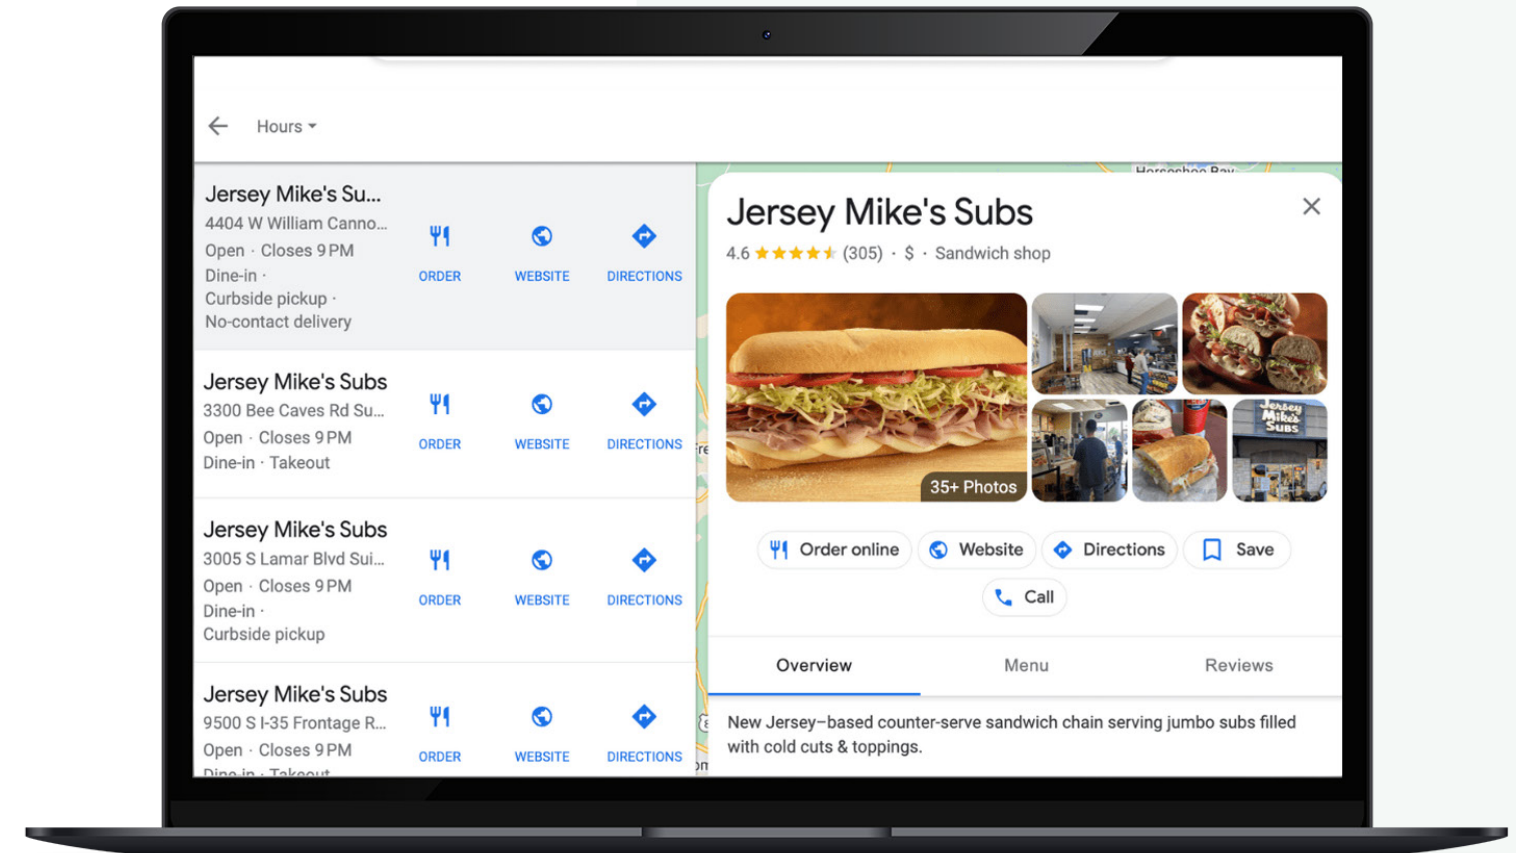 Hours
Jersey Mike's Su...
4404 W William Canno...
Open · Closes 9 PM
Dine-in ·
Curbside pickup ·
No-contact delivery
ORDER
WEBSITE
DIRECTIONS
Jersey Mike's Subs
3300 Bee Caves Rd Su...
Open · Closes 9 PM
Dine-in · Takeout
ORDER
WEBSITE
DIRECTIONS
Jersey Mike's Subs
3005 S Lamar Blvd Sui...
Open · Closes 9 PM
Dine-in ·
Curbside pickup
ORDER
WEBSITE
DIRECTIONS
Jersey Mike's Subs
9500 S I-35 Frontage R...
Open · Closes 9 PM
Dine-in · Takeout
ORDER
WEBSITE
DIRECTIONS
Horseshoe Bay
Jersey Mike's Subs
4.6 (305) · $ · Sandwich shop
35+ Photos
Jersey
Mike's
SUBS
Order online
Website
Directions
Save
Call
Overview
Menu
Reviews
New Jersey–based counter-serve sandwich chain serving jumbo subs filled
with cold cuts & toppings.